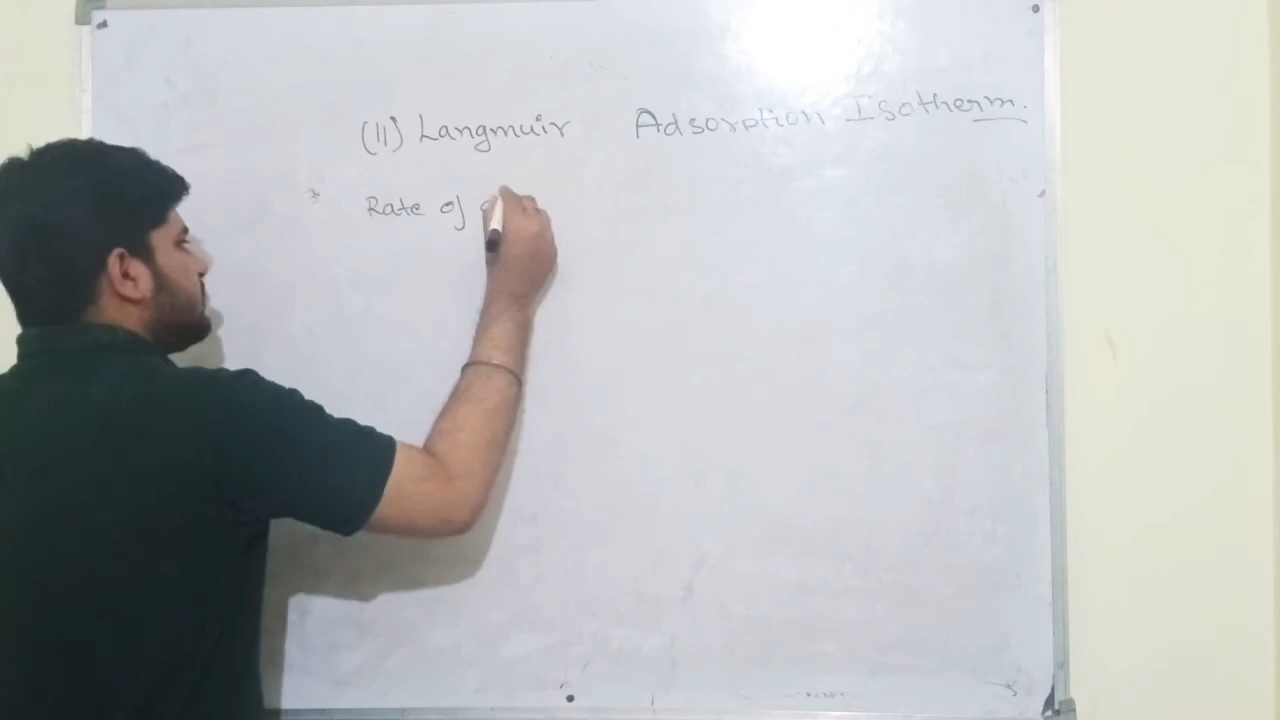 (II) Langmuir Adsorption Isotherm.
Rate of